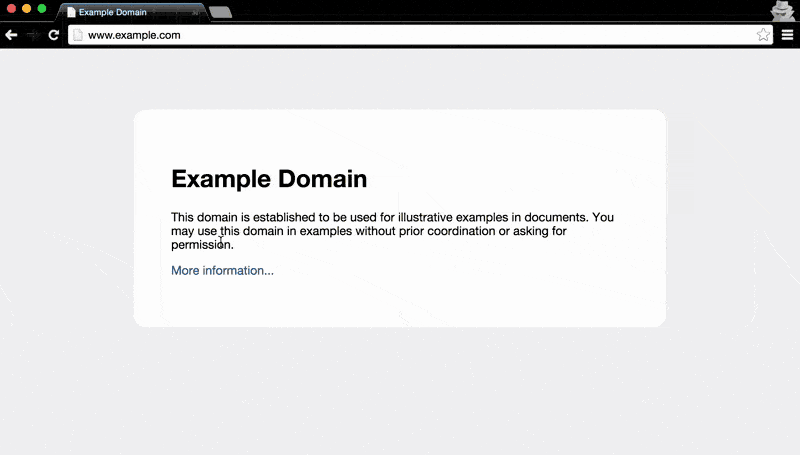 Example Domain
www.example.com
Example Domain
This domain is established to be used for illustrative examples in documents. You
may use this domain in examples without prior coordination or asking for
permission.
More information...